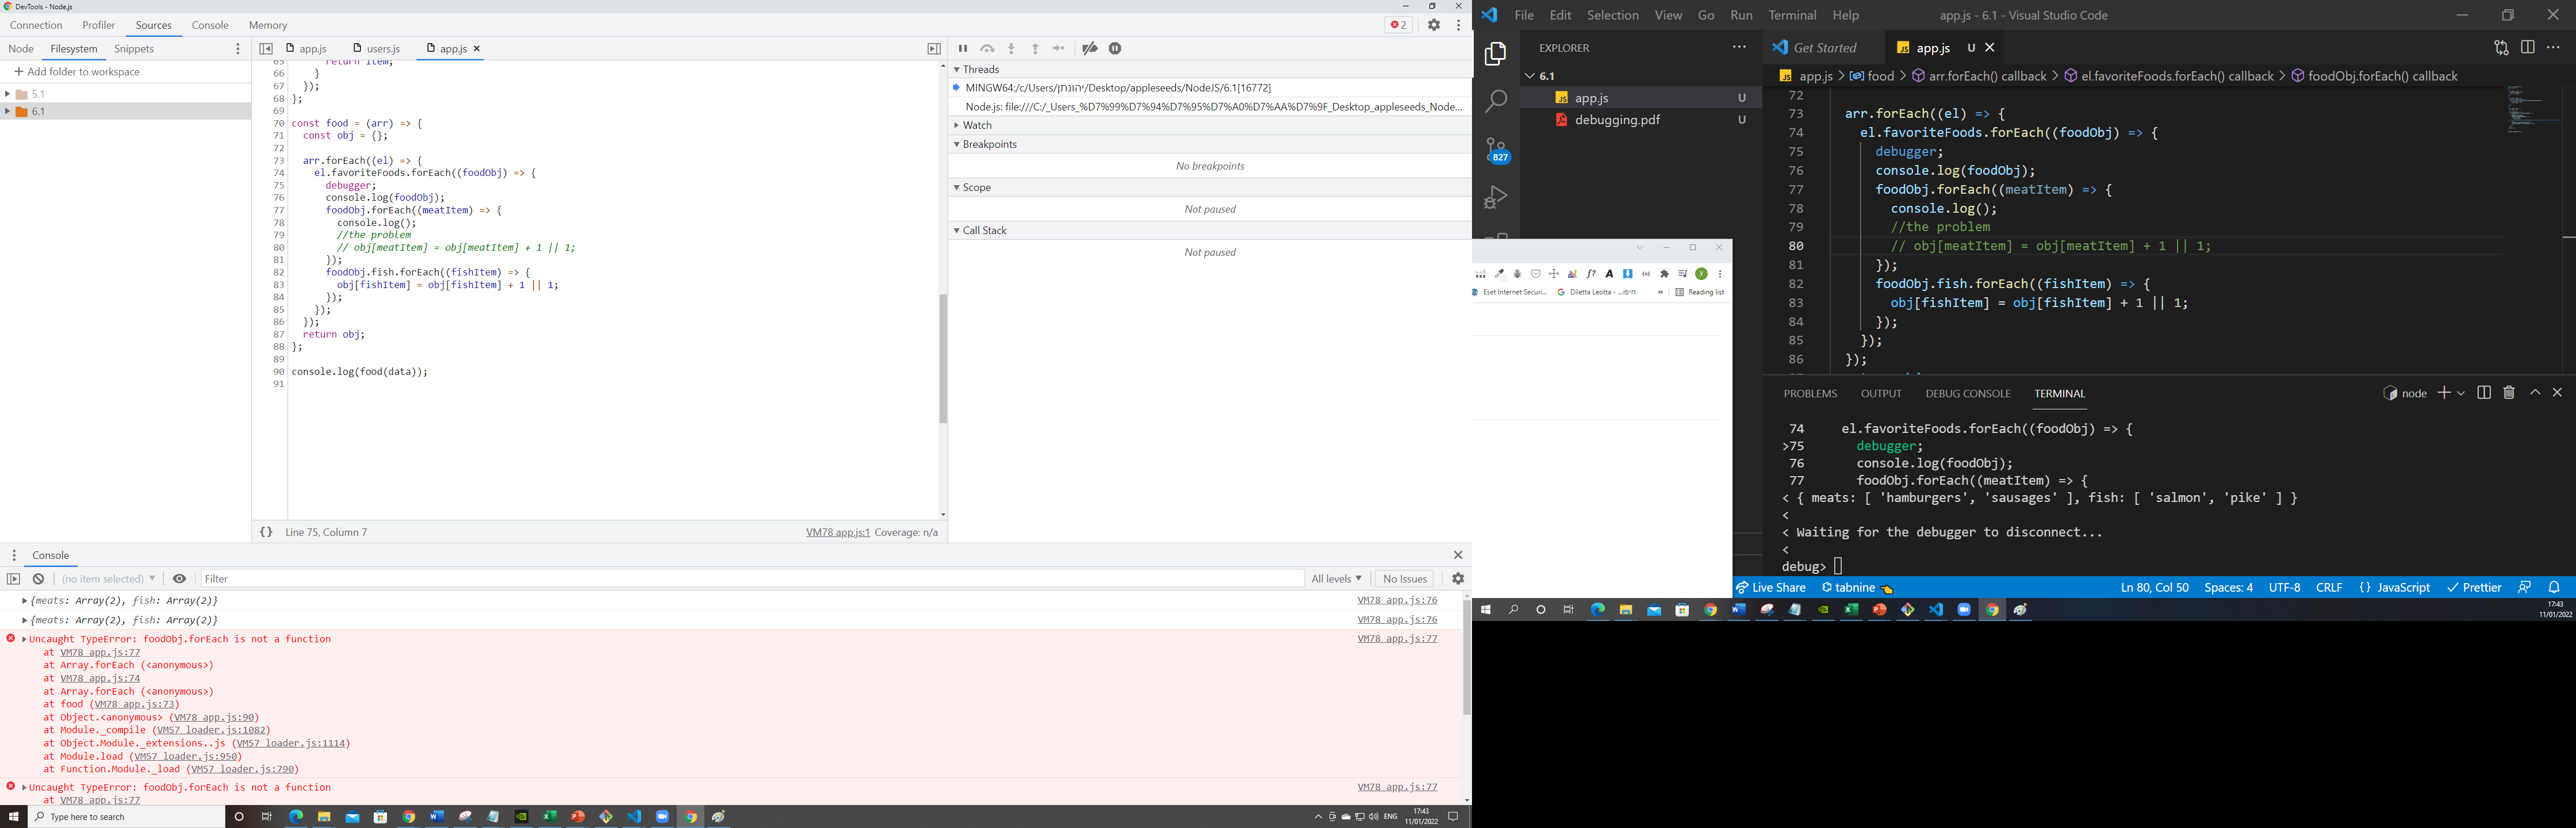 DevTools - Node.js
Connection Profiler Sources Console Memory
2
Node Filesystem Snippets
app.js users.js app.js
Add folder to workspace
5.1
6.1
65 return item;
66 }
67 });
68 };
69
70 const food = (arr) => {
71 const obj = {};
72
73 arr.forEach((el) => {
74 el.favoriteFoods.forEach((foodObj) => {
75 debugger;
76 console.log(foodObj);
77 foodObj.forEach((meatItem) => {
78 console.log();
79 //the problem
80 // obj[meatItem] = obj[meatItem] + 1 || 1;
81 });
82 foodObj.fish.forEach((fishItem) => {
83 obj[fishItem] = obj[fishItem] + 1 || 1;
84 });
85 });
86 });
87 return obj;
88 };
89
90 console.log(food(data));
91
{} Line 75, Column 7 VM78 app.js:1 Coverage: n/a
Threads
MINGW64:/c/Users/יהונתן/Desktop/appleseeds/NodeJS/6.1[16772]
Node.js: file:///C:/_Users_%D7%99%D7%94%D7%95%D7%A0%D7%AA%D7%9F_Desktop_appleseeds_Node...
Watch
Breakpoints
No breakpoints
Scope
Not paused
Call Stack
Not paused
Console
(no item selected) Filter All levels No Issues
{meats: Array(2), fish: Array(2)} VM78 app.js:76
{meats: Array(2), fish: Array(2)} VM78 app.js:76
Uncaught TypeError: foodObj.forEach is not a function VM78 app.js:77
at VM78 app.js:77
at Array.forEach (<anonymous>)
at VM78 app.js:74
at Array.forEach (<anonymous>)
at food (VM78 app.js:73)
at Object.<anonymous> (VM78 app.js:90)
at Module._compile (VM57 loader.js:1082)
at Object.Module._extensions..js (VM57 loader.js:1114)
at Module.load (VM57 loader.js:950)
at Function.Module._load (VM57 loader.js:790)
Uncaught TypeError: foodObj.forEach is not a function VM78 app.js:77
at VM78 app.js:77
Type here to search
ENG
17:43
11/01/2022
File Edit Selection View Go Run Terminal Help
app.js - 6.1 - Visual Studio Code
EXPLORER
6.1
app.js U
debugging.pdf U
827
Get Started
app.js U
app.js > food > arr.forEach() callback > el.favoriteFoods.forEach() callback > foodObj.forEach() callback
72
73 arr.forEach((el) => {
74 el.favoriteFoods.forEach((foodObj) => {
75 debugger;
76 console.log(foodObj);
77 foodObj.forEach((meatItem) => {
78 console.log();
79 //the problem
80 // obj[meatItem] = obj[meatItem] + 1 || 1;
81 });
82 foodObj.fish.forEach((fishItem) => {
83 obj[fishItem] = obj[fishItem] + 1 || 1;
84 });
85 });
86 });
Eset Internet Securi... Diletta Leotta - ...חיפו » Reading list
PROBLEMS OUTPUT DEBUG CONSOLE TERMINAL
node
74 el.favoriteFoods.forEach((foodObj) => {
>75 debugger;
76 console.log(foodObj);
77 foodObj.forEach((meatItem) => {
< { meats: [ 'hamburgers', 'sausages' ], fish: [ 'salmon', 'pike' ] }
<
< Waiting for the debugger to disconnect...
<
debug>
Live Share tabnine
Ln 80, Col 50 Spaces: 4 UTF-8 CRLF {} JavaScript Prettier
17:43
11/01/2022